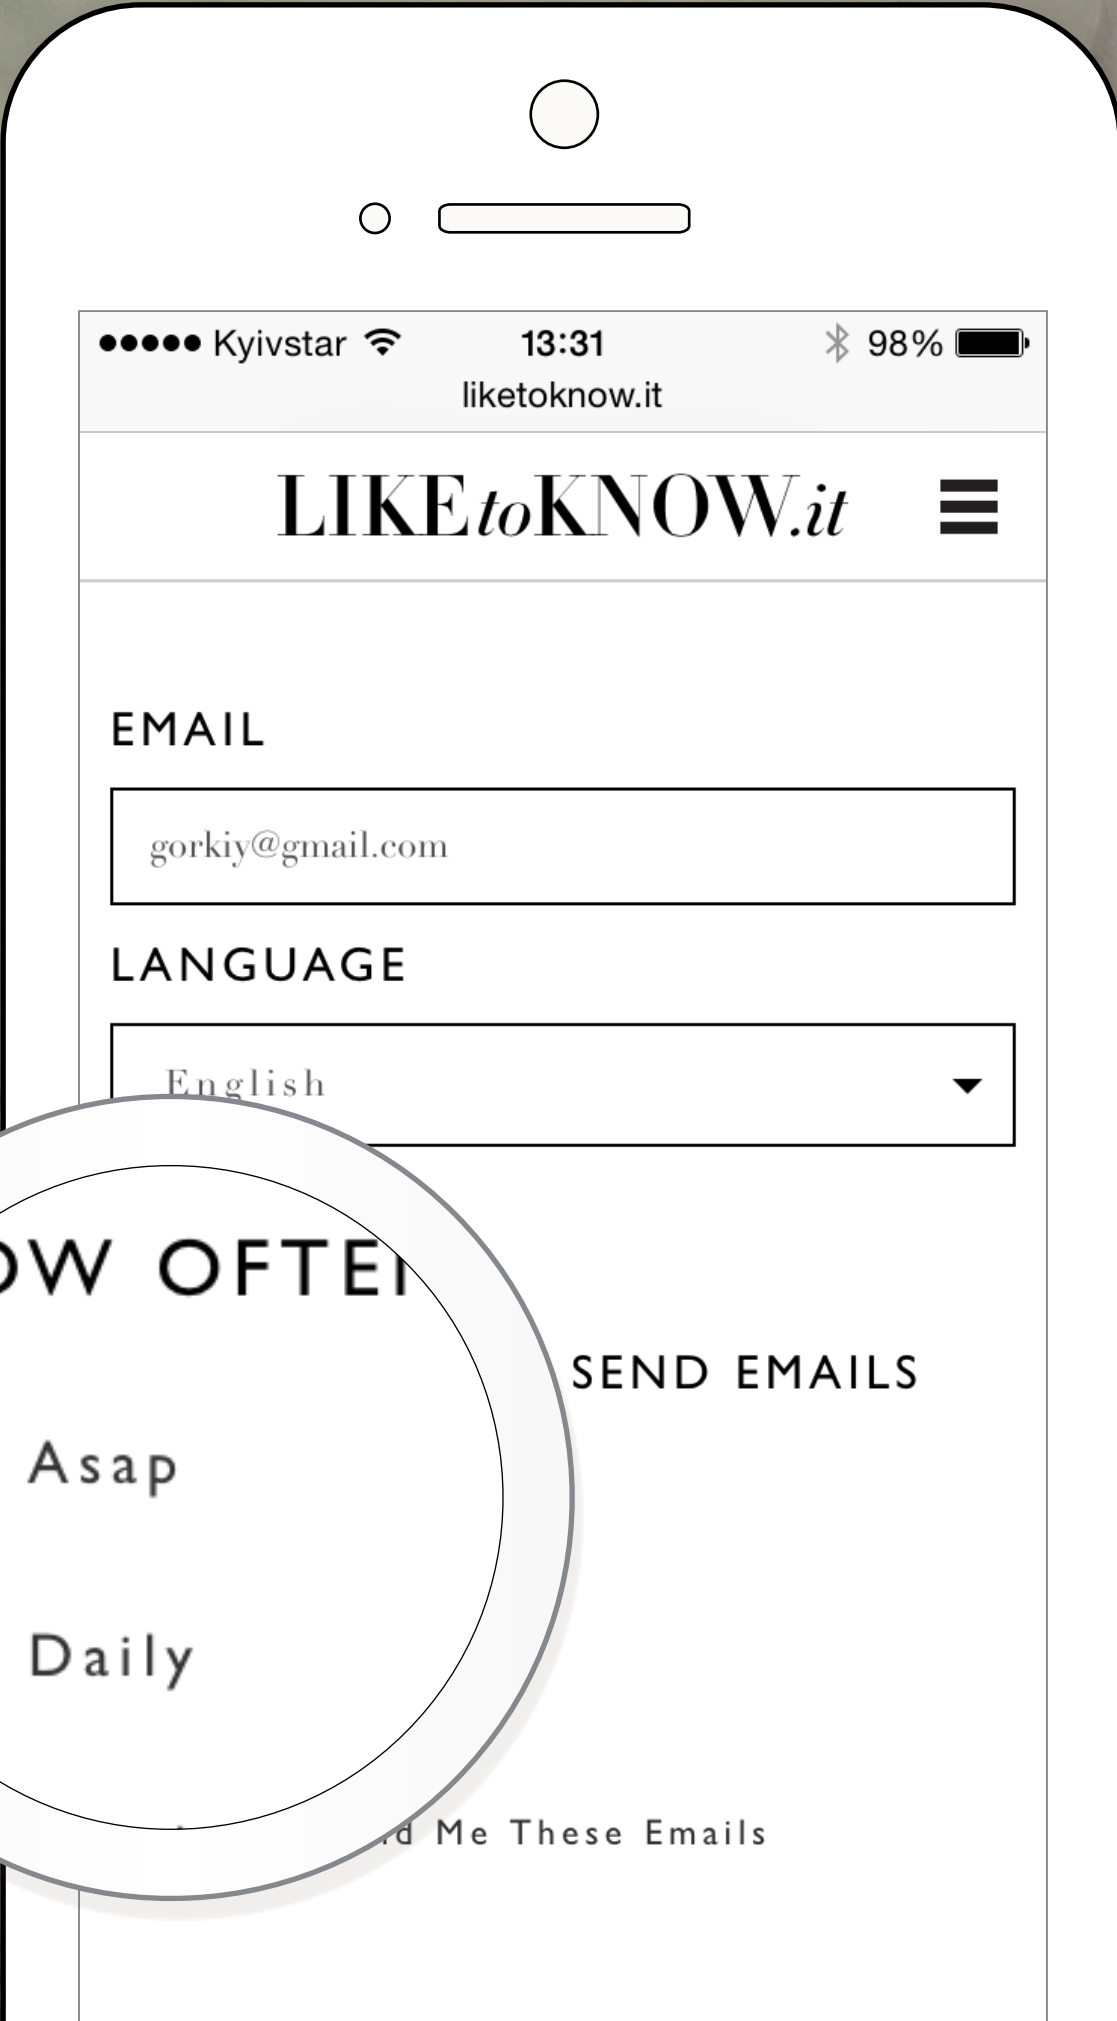 Kyivstar 13:31 98%
liketoknow.it
LIKEtoKNOW.it
EMAIL
gorkiy@gmail.com
LANGUAGE
English
OFTE
SEND EMAILS
Asap
Daily
Me These Emails